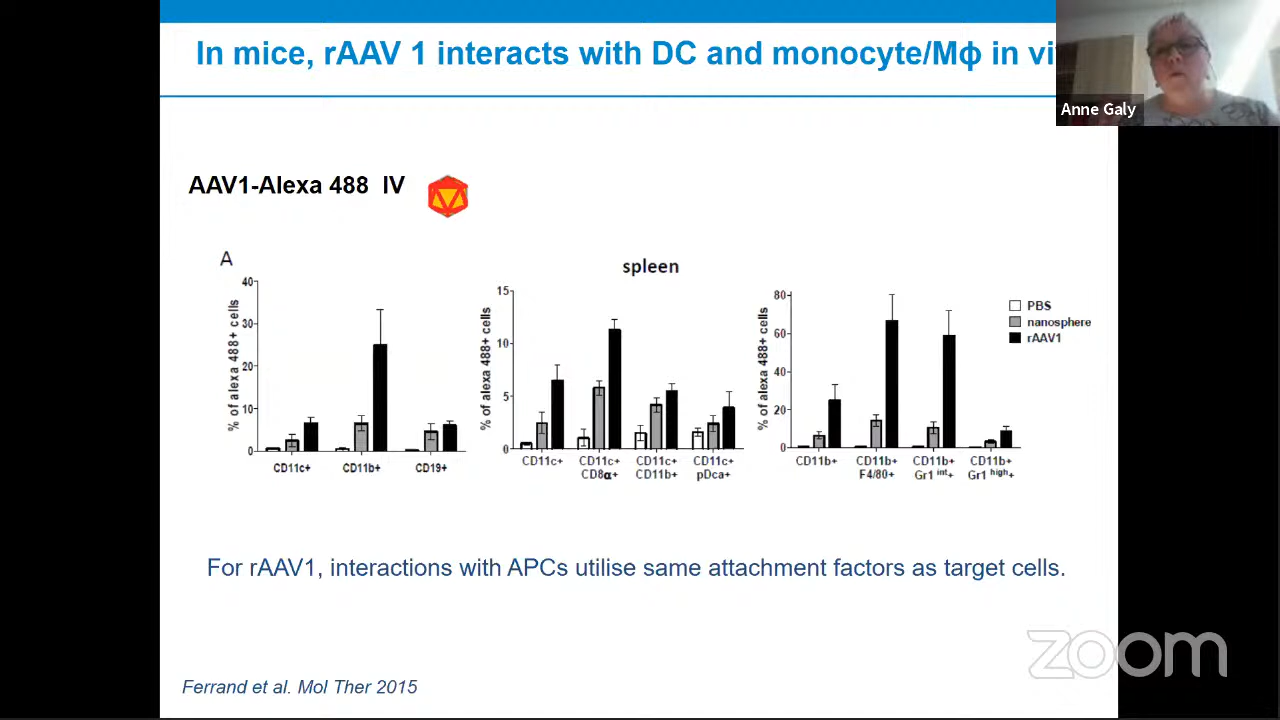 In mice, rAAV 1 interacts with DC and monocyte/Mϕ in vi
Anne Galy
AAV1-Alexa 488 IV
A
spleen
% of alexa 488+ cells
40
30
20
10
0
CD11c+
CD11b+
CD19+
% of alexa 488+ cells
15
10
5
0
CD11c+
CD11c+
CD8α+
CD11c+
CD11b+
CD11c+
pDca+
% of alexa 488+ cells
80
60
40
20
0
CD11b+
CD11b+
F4/80+
CD11b+
Gr1 int+
CD11b+
Gr1 high+
PBS
nanosphere
rAAV1
For rAAV1, interactions with APCs utilise same attachment factors as target cells.
zoom
Ferrand et al. Mol Ther 2015